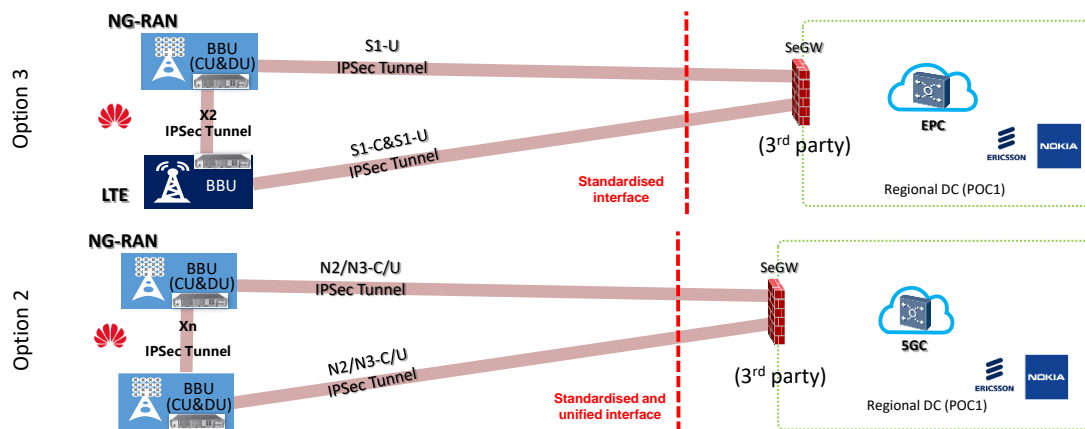 Option 3
NG-RAN
BBU
(CU&DU)
S1-U
IPSec Tunnel
SeGW
X2
IPSec Tunnel
EPC
S1-C&S1-U
IPSec Tunnel
(3rd party)
ERICSSON
NOKIA
LTE
BBU
Standardised
interface
Regional DC (POC1)
Option 2
NG-RAN
BBU
(CU&DU)
N2/N3-C/U
IPSec Tunnel
SeGW
Xn
IPSec Tunnel
5GC
N2/N3-C/U
IPSec Tunnel
(3rd party)
ERICSSON
NOKIA
BBU
(CU&DU)
Standardised and
unified interface
Regional DC (POC1)